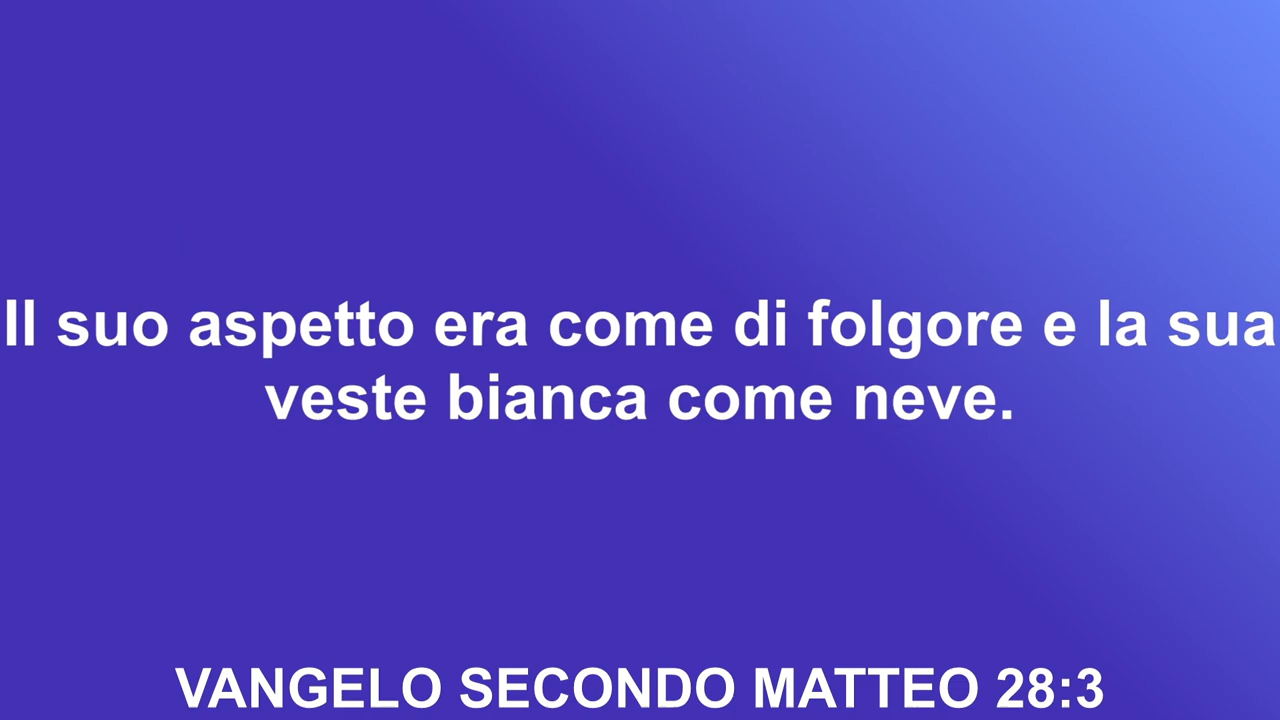 Il suo aspetto era come di folgore e la sua
veste bianca come neve.
VANGELO SECONDO MATTEO 28:3